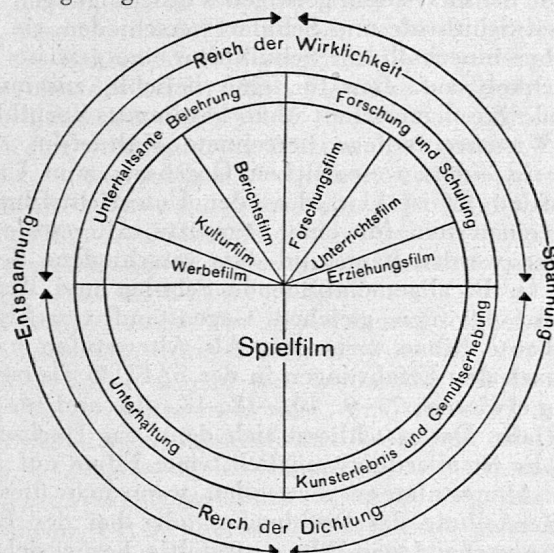 Reich der Wirklichkeit
Unterhaltsame Belehrung
Forschung und Schulung
Berichtsfilm
Forschungsfilm
Kulturfilm
Unterrichtsfilm
Werbefilm
Erziehungsfilm
Entspannung
Spannung
Spielfilm
Unterhaltung
Kunsterlebnis und Gemütserhebung
Reich der Dichtung